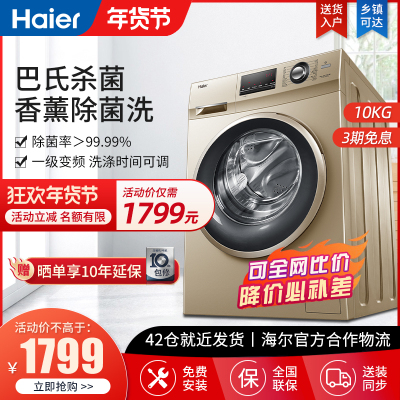 Haier 年货节
送货入户
乡镇可达
巴氏杀菌
香薰除菌洗
除菌率＞99.99%
一级变频 洗涤时间可调
Haier
10KG
3期免息
狂欢年货节
活动立减 名额有限
活动价仅需
1799元
赠 晒单享10年延保
10
包修
可全网比价
降价必补差
活动价不高于:
¥1799
立即抢购 >>
42仓就近发货 | 海尔官方合作物流
免费安装
全国联保
送装同步